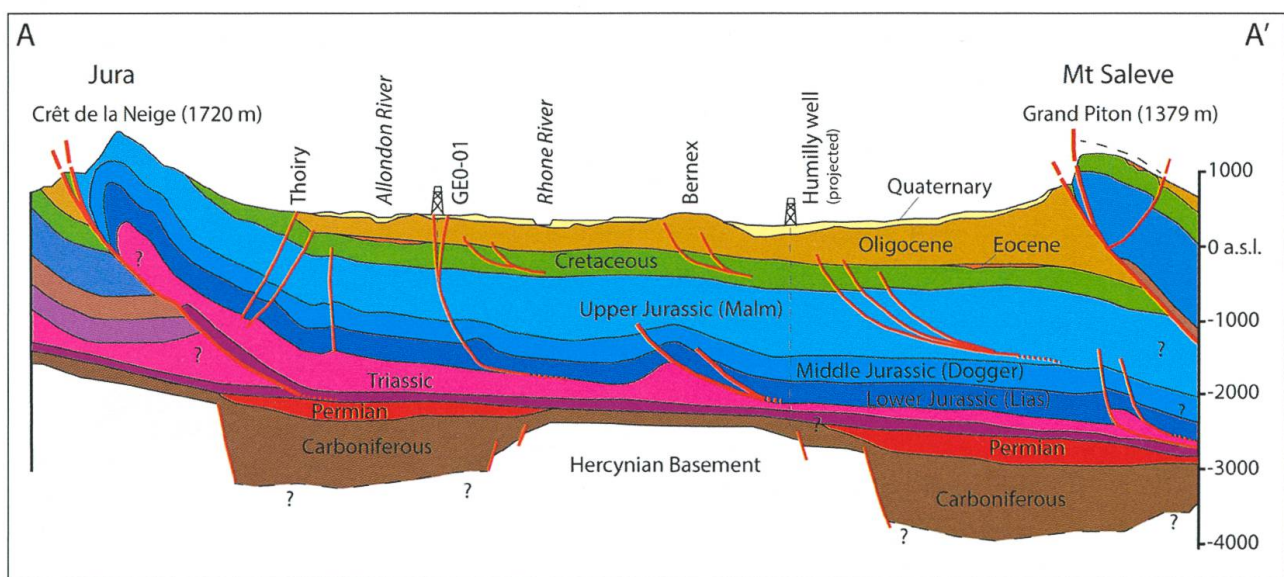 A
A'
Jura
Mt Saleve
Crêt de la Neige (1720 m)
Grand Piton (1379 m)
Thoiry
Allondon River
GE0-01
Rhone River
Bernex
Humilly well
(projected)
Quaternary
1000
Oligocene
Eocene
0 a.s.l.
Cretaceous
?
Upper Jurassic (Malm)
-1000
?
?
Middle Jurassic (Dogger)
Triassic
-2000
Lower Jurassic (Lias)
?
Permian
?
Carboniferous
Permian
Hercynian Basement
-3000
?
?
Carboniferous
?
?
-4000